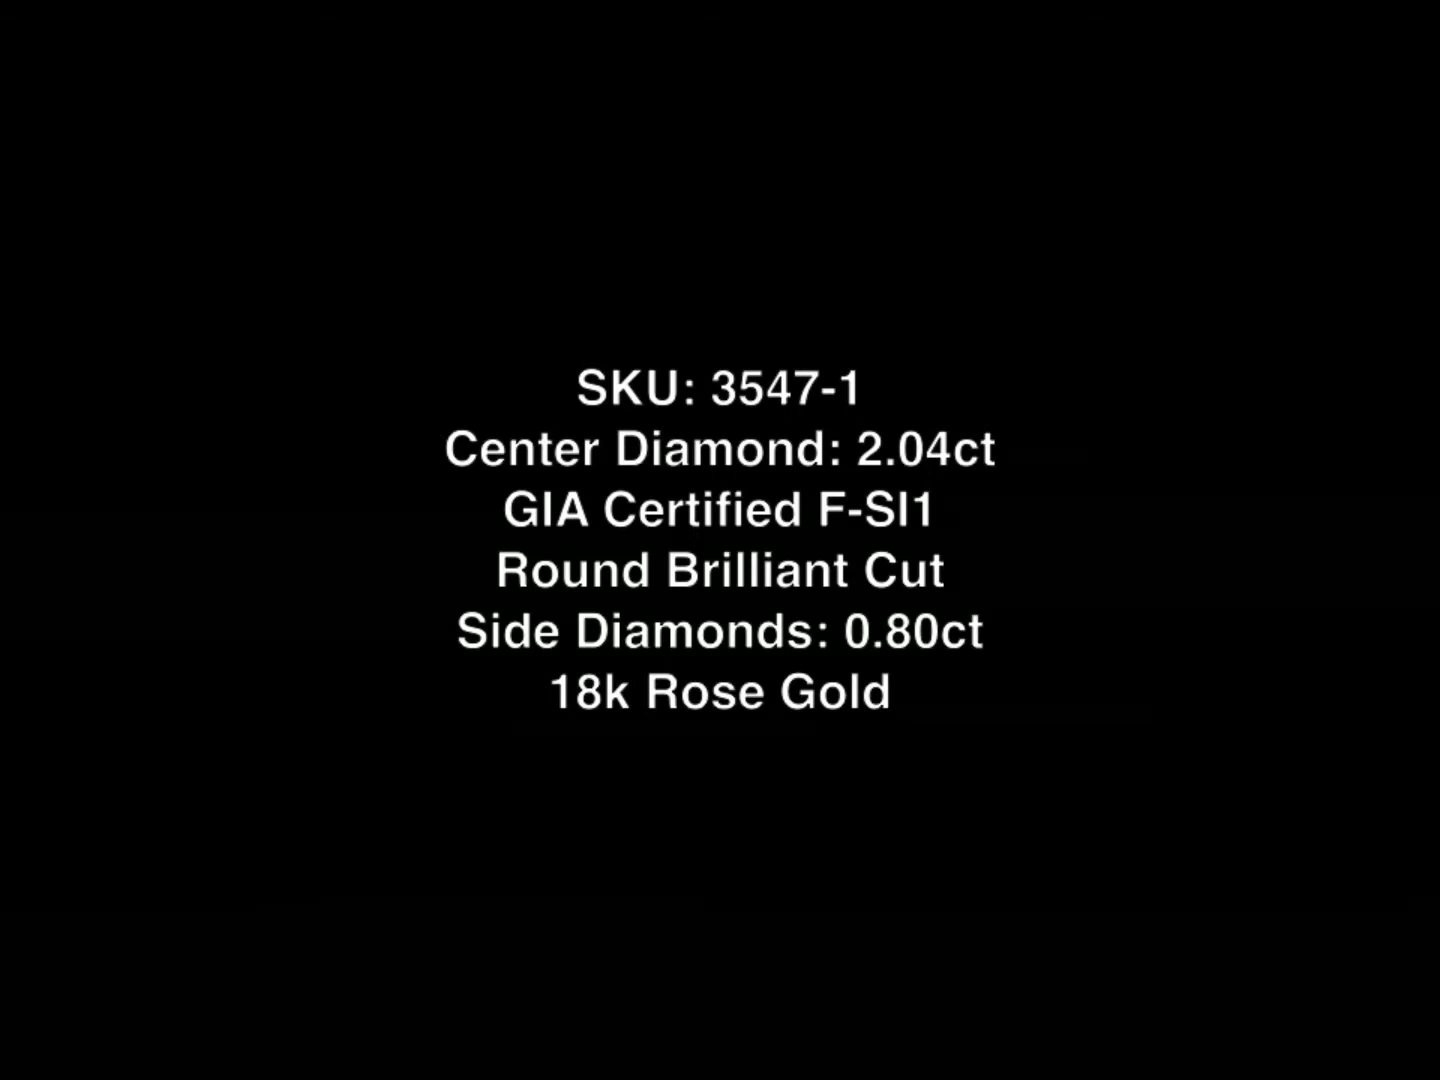 SKU: 3547-1
Center Diamond: 2.04ct
GIA Certified F-SI1
Round Brilliant Cut
Side Diamonds: 0.80ct
18k Rose Gold